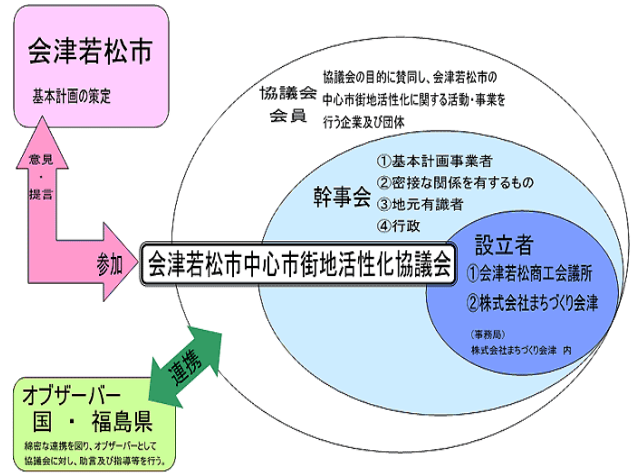 会津若松市
基本計画の策定
意見
・
提言
参加
協議会
会員
協議会の目的に賛同し、会津若松市の
中心市街地活性化に関する活動・事業を
行う企業及び団体
幹事会
①基本計画事業者
②密接な関係を有するもの
③地元有識者
④行政
会津若松市中心市街地活性化協議会
設立者
①会津若松商工会議所
②株式会社まちづくり会津
(事務局)
株式会社まちづくり会津 内
連携
オブザーバー
国 ・ 福島県
綿密な連携を図り、オブザーバーとして
協議会に対し、助言及び指導等を行う。